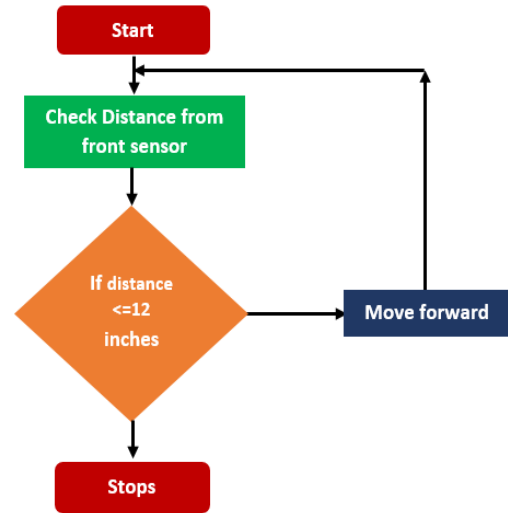 Start
Check Distance from
front sensor
If distance
<=12
inches
Move forward
Stops